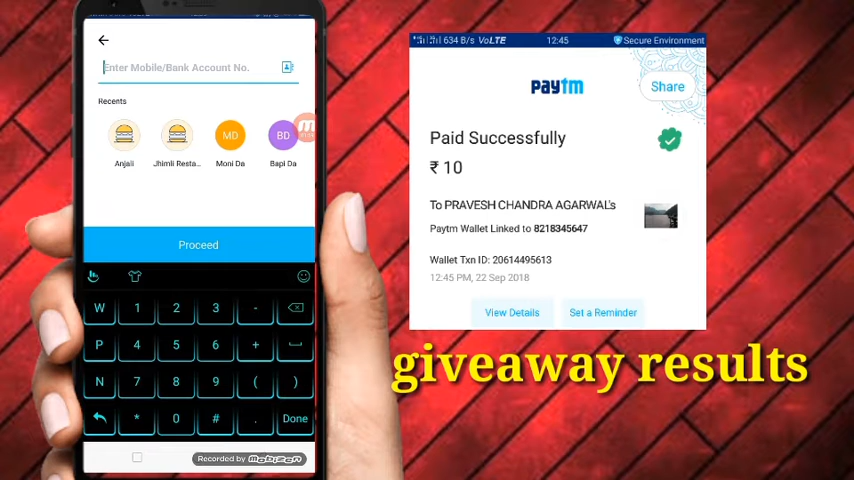 Enter Mobile/Bank Account No.
Recents
MD
BD
Anjali
Jhimli Resta...
Moni Da
Bapi Da
Proceed
W 1 2 3 -
P 4 5 6 +
N 7 8 9 ( )
* 0 # . Done
Recorded by mobizen
634 B/s VoLTE 12:45 Secure Environment
paytm
Share
Paid Successfully
₹ 10
To PRAVESH CHANDRA AGARWAL's
Paytm Wallet Linked to 8218345647
Wallet Txn ID: 20614495613
12:45 PM, 22 Sep 2018
View Details
Set a Reminder
giveaway results